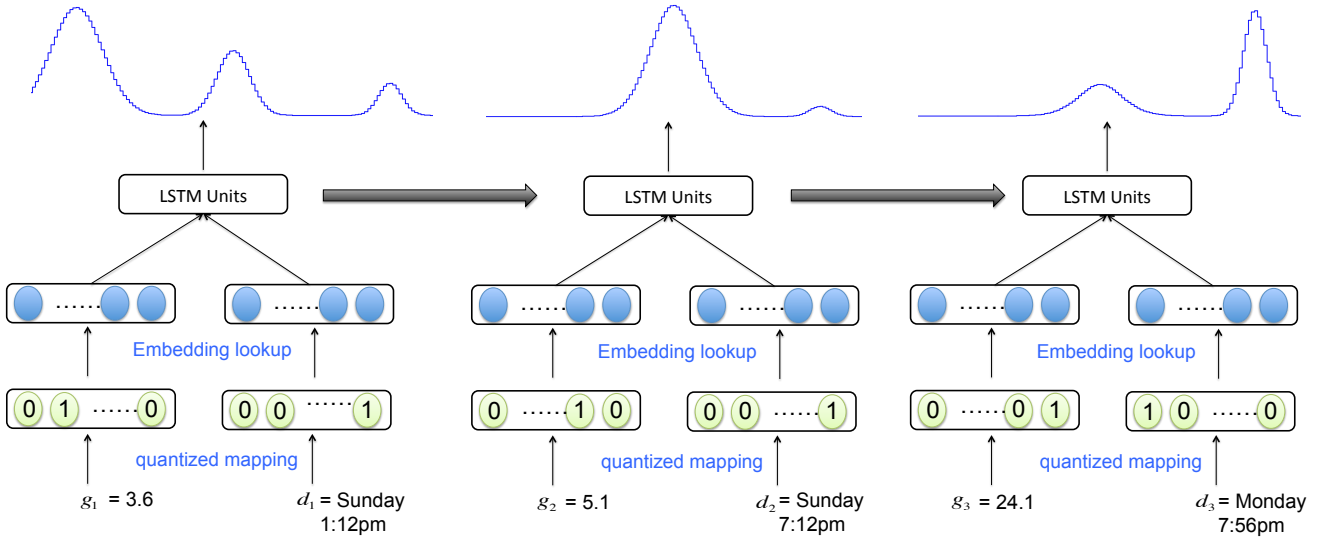 LSTM Units LSTM Units LSTM Units
...... ...... ...... ...... ...... ......
Embedding lookup Embedding lookup Embedding lookup
0 1 ...... 0 0 0 ...... 1 0 ...... 1 0 0 0 ...... 1 0 ...... 0 1 1 0 ...... 0
quantized mapping quantized mapping quantized mapping
g₁ = 3.6 d₁ = Sunday g₂ = 5.1 d₂ = Sunday g₃ = 24.1 d₃ = Monday
1:12pm 7:12pm 7:56pm